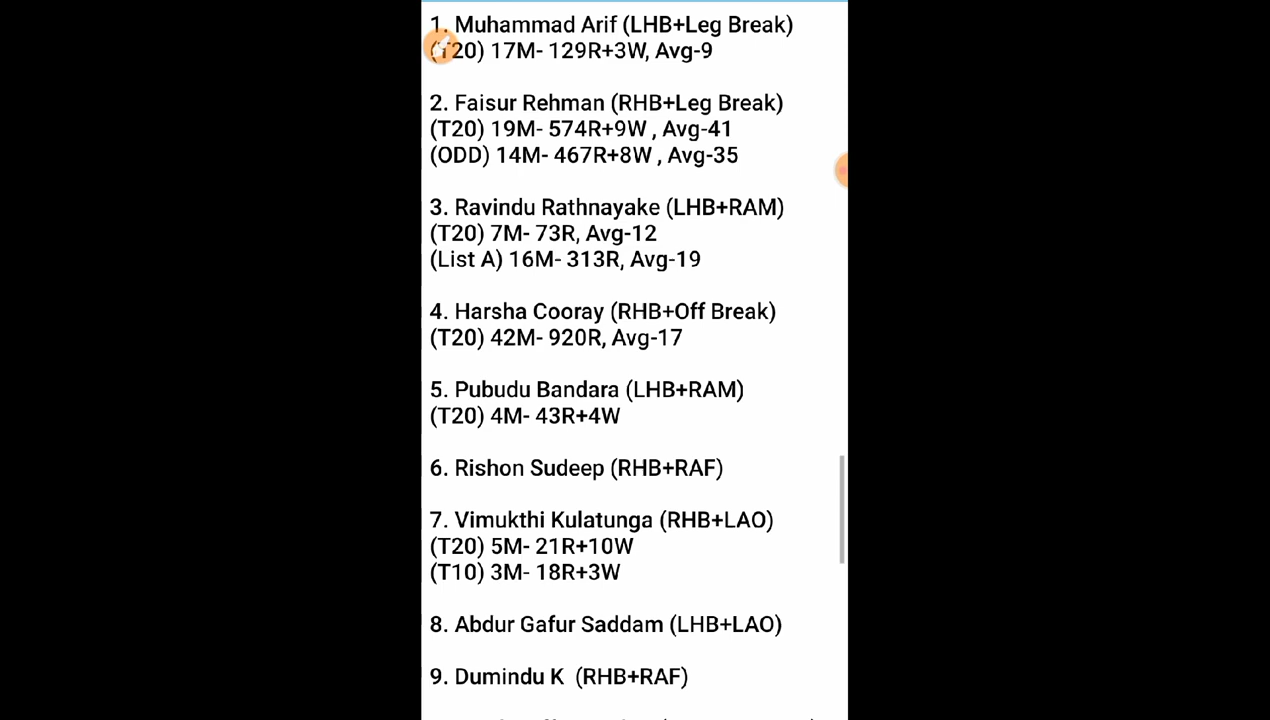 1. Muhammad Arif (LHB+Leg Break)
(T20) 17M- 129R+3W, Avg-9
2. Faisur Rehman (RHB+Leg Break)
(T20) 19M- 574R+9W , Avg-41
(ODD) 14M- 467R+8W , Avg-35
3. Ravindu Rathnayake (LHB+RAM)
(T20) 7M- 73R, Avg-12
(List A) 16M- 313R, Avg-19
4. Harsha Cooray (RHB+Off Break)
(T20) 42M- 920R, Avg-17
5. Pubudu Bandara (LHB+RAM)
(T20) 4M- 43R+4W
6. Rishon Sudeep (RHB+RAF)
7. Vimukthi Kulatunga (RHB+LAO)
(T20) 5M- 21R+10W
(T10) 3M- 18R+3W
8. Abdur Gafur Saddam (LHB+LAO)
9. Dumindu K  (RHB+RAF)